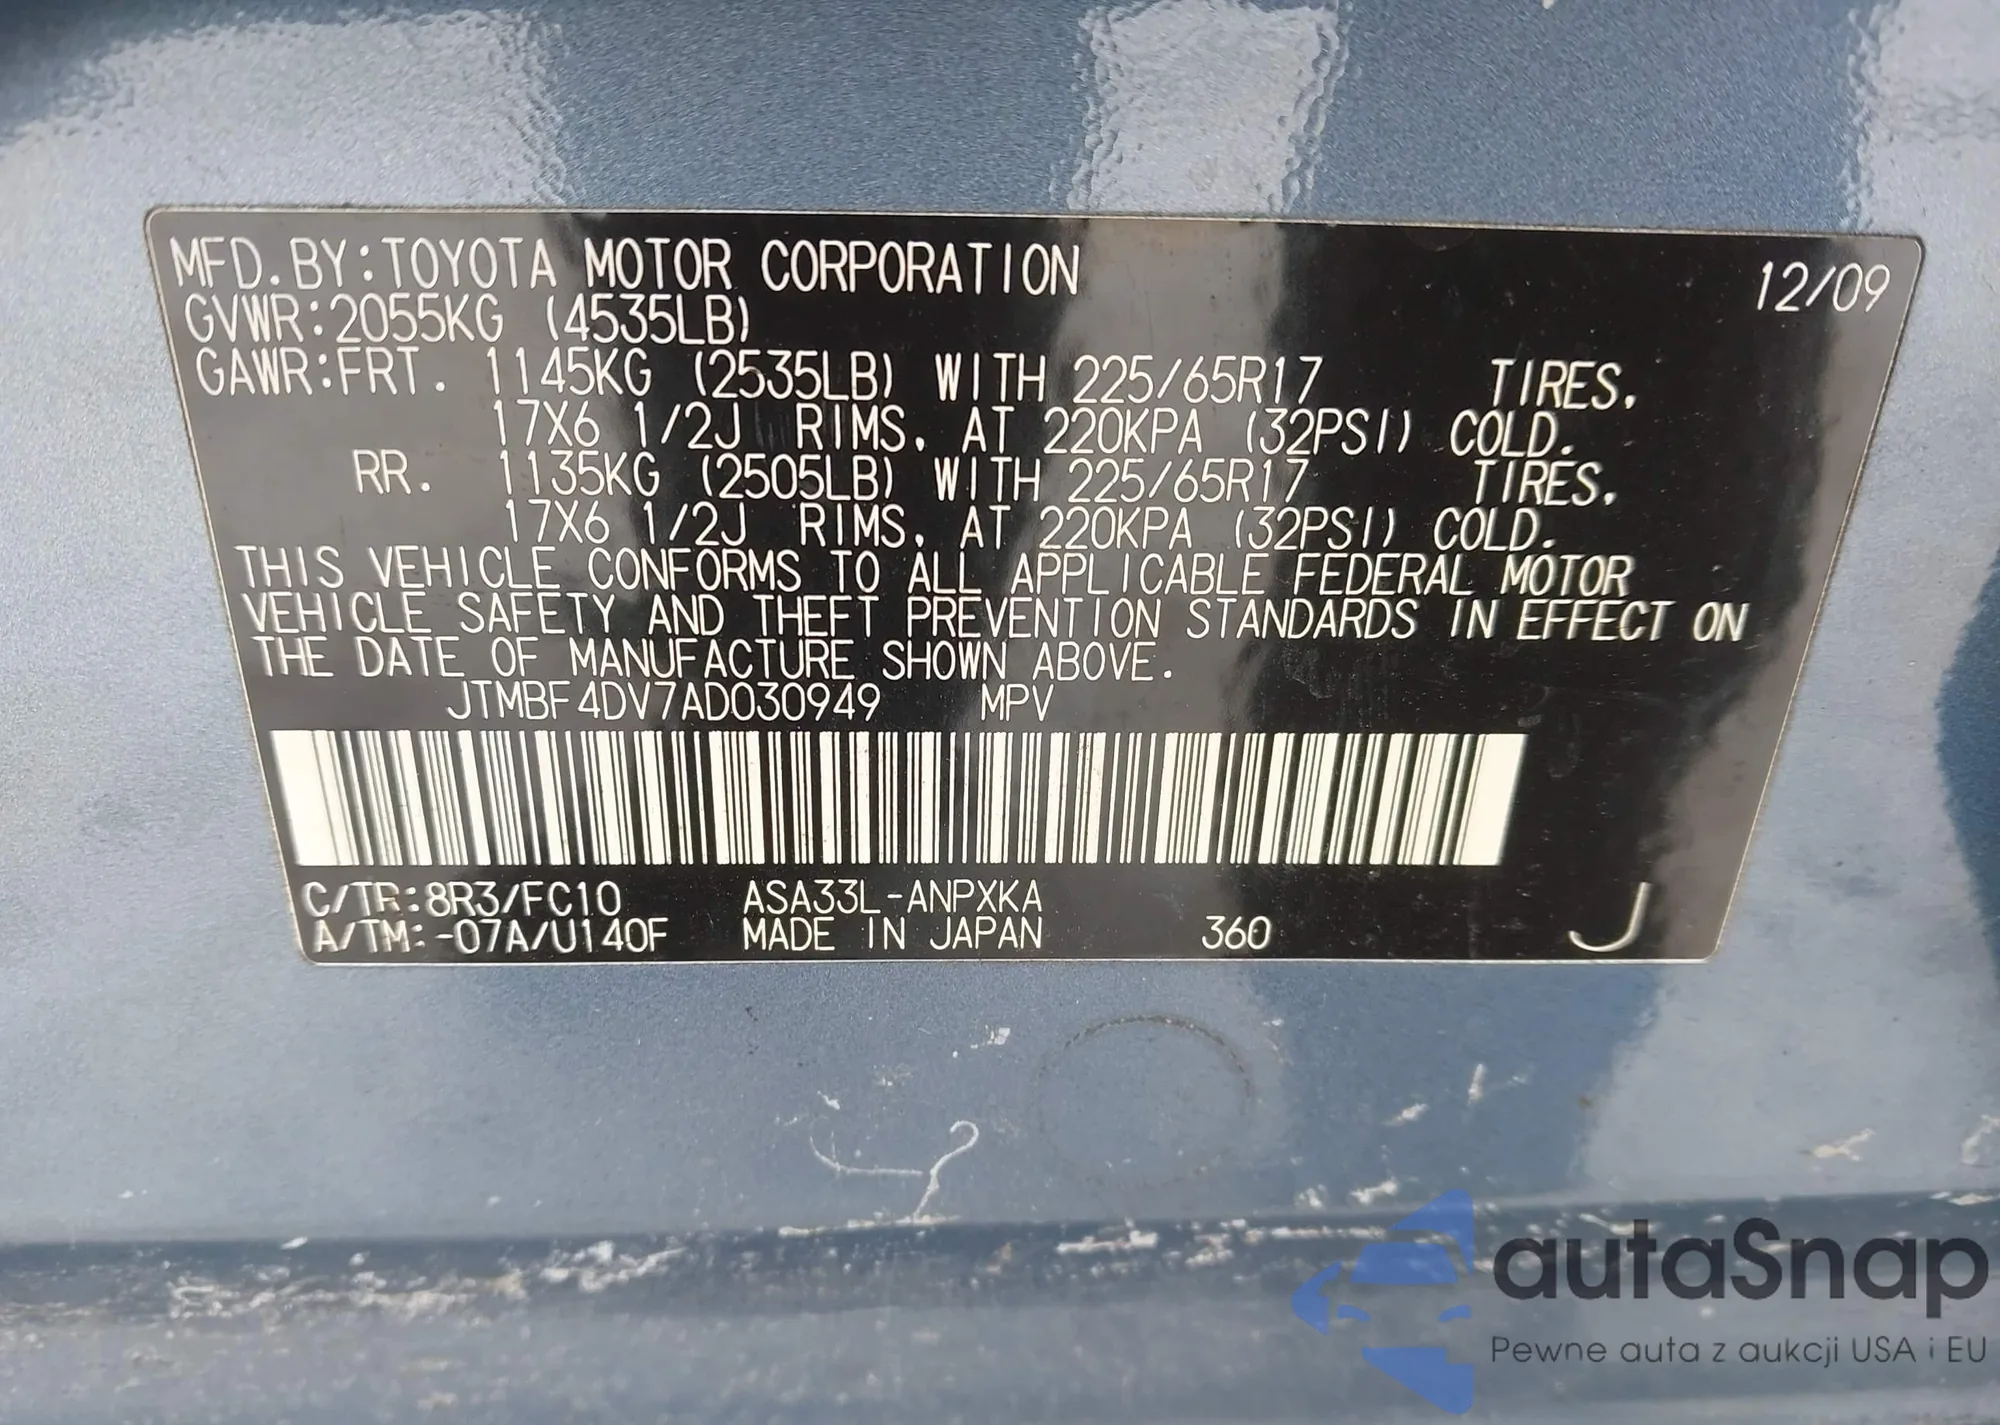 MFD.BY:TOYOTA MOTOR CORPORATION 12/09
GVWR:2055KG (4535LB)
GAWR:FRT. 1145KG (2535LB) WITH 225/65R17 TIRES,
17X6 1/2J RIMS, AT 220KPA (32PSI) COLD.
RR. 1135KG (2505LB) WITH 225/65R17 TIRES,
17X6 1/2J RIMS, AT 220KPA (32PSI) COLD.
THIS VEHICLE CONFORMS TO ALL APPLICABLE FEDERAL MOTOR
VEHICLE SAFETY AND THEFT PREVENTION STANDARDS IN EFFECT ON
THE DATE OF MANUFACTURE SHOWN ABOVE.
JTMBF4DV7AD030949 MPV
C/TR:8R3/FC10 ASA33L-ANPXKA
A/TM:-07A/U140F MADE IN JAPAN 360 J
autaSnap
Pewne auta z aukcji USA i EU